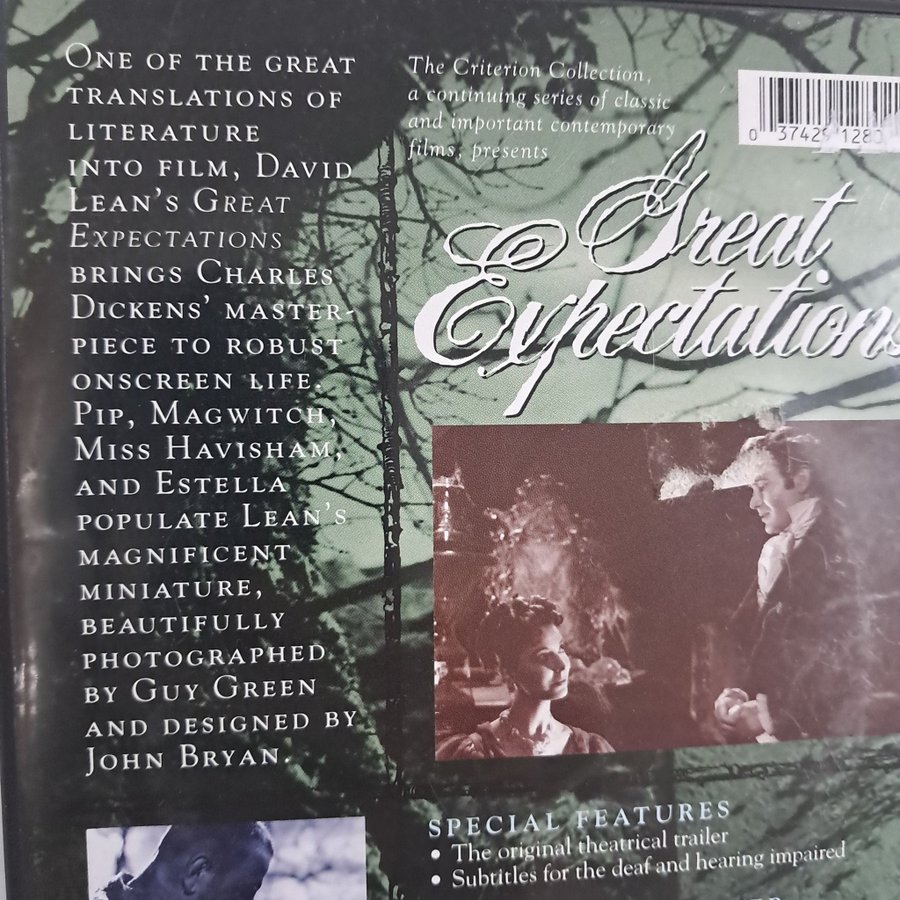 One of the great
translations of
literature
into film, David
Lean's Great
Expectations
brings Charles
Dickens' master-
piece to robust
onscreen life.
Pip, Magwitch,
Miss Havisham,
and Estella
populate Lean's
magnificent
miniature,
beautifully
photographed
by Guy Green
and designed by
John Bryan.
The Criterion Collection,
a continuing series of classic
and important contemporary
films, presents
0 37429 1280
Great
Expectations
SPECIAL FEATURES
• The original theatrical trailer
• Subtitles for the deaf and hearing impaired